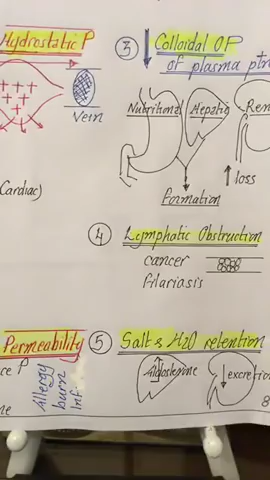 Hydrostatic P
Vein
Cardiac)
③ Colloidal OP
of plasma
Nutritional Hepatic Ren
↑ loss
Formation
④ Lymphatic Obstruction
cancer
filariasis
Permeability
Allergy
burn
Inf
⑤ Salt & H2O retention
Aldosterone
↓ excretio